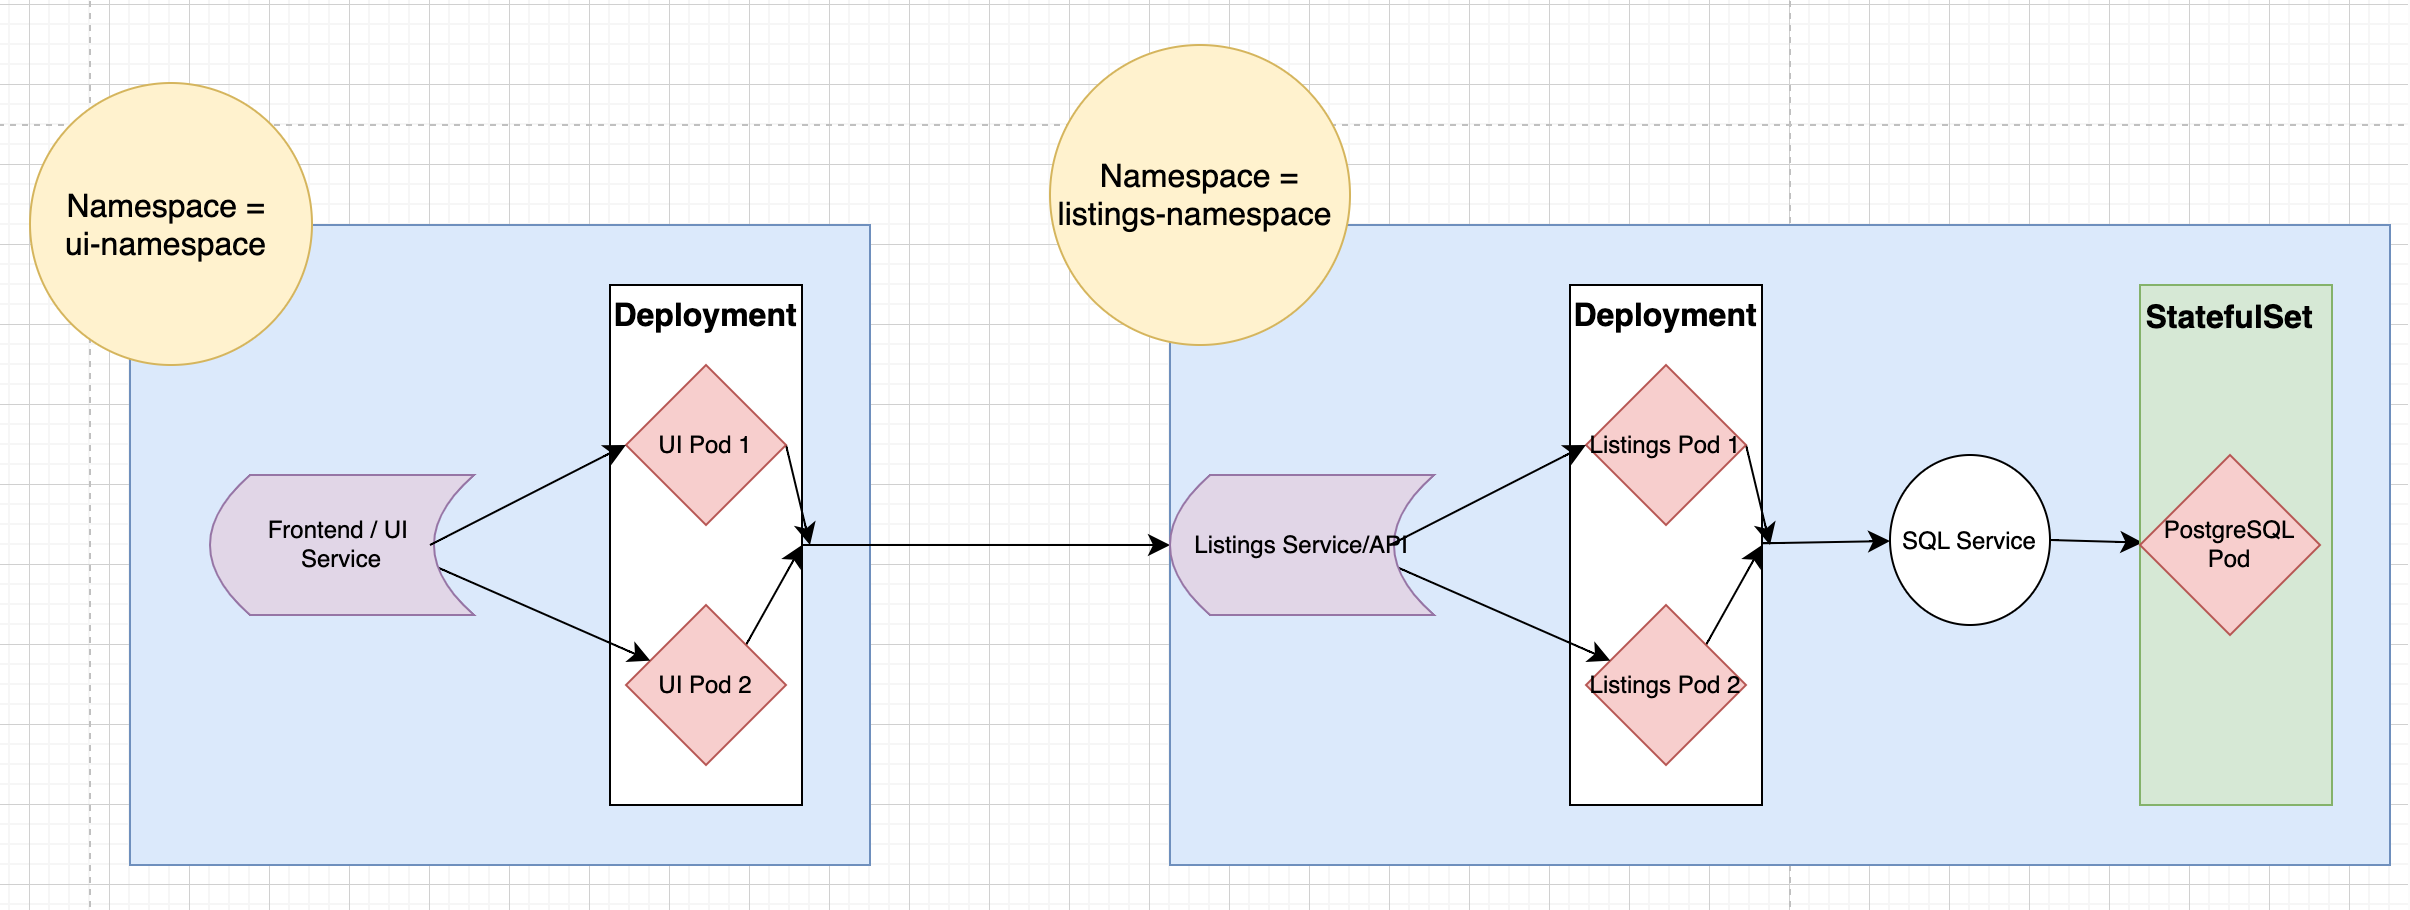 Namespace =
ui-namespace
Deployment
UI Pod 1
Frontend / UI
Service
UI Pod 2
Namespace =
listings-namespace
Deployment
Listings Pod 1
Listings Service/API
Listings Pod 2
SQL Service
StatefulSet
PostgreSQL
Pod